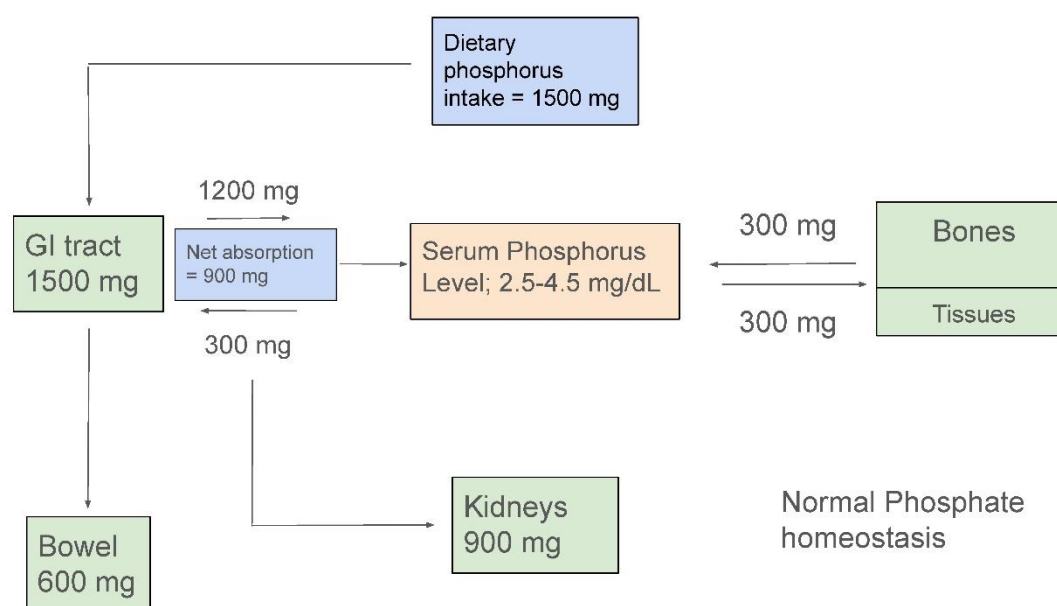 Dietary
phosphorus
intake = 1500 mg
1200 mg
GI tract
1500 mg
Net absorption
= 900 mg
300 mg
Serum Phosphorus
Level; 2.5-4.5 mg/dL
300 mg
300 mg
Bones
Tissues
Bowel
600 mg
Kidneys
900 mg
Normal Phosphate
homeostasis